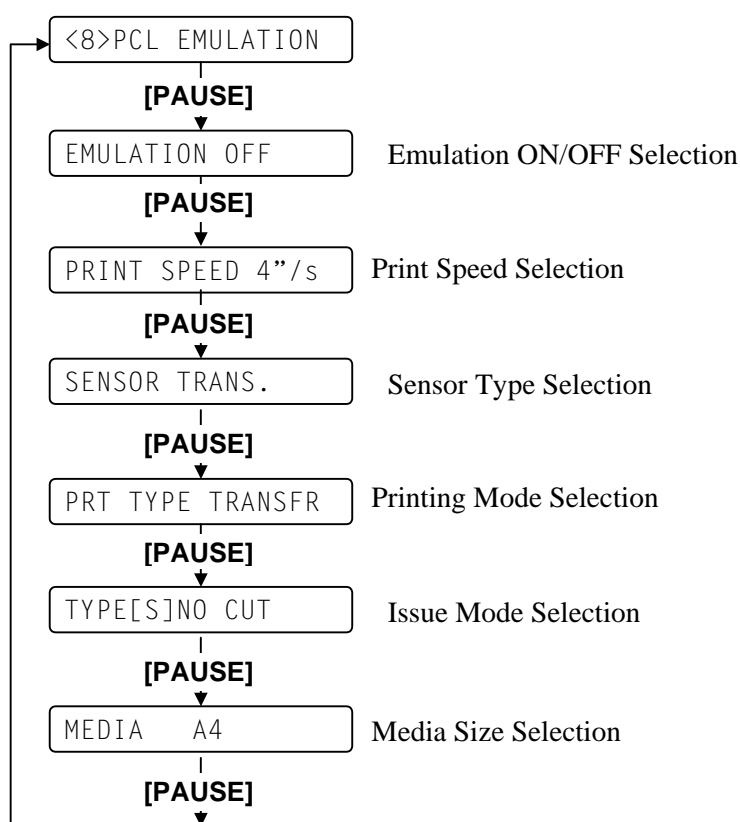 <8>PCL EMULATION
[PAUSE]
EMULATION OFF Emulation ON/OFF Selection
[PAUSE]
PRINT SPEED 4”/s Print Speed Selection
[PAUSE]
SENSOR TRANS. Sensor Type Selection
[PAUSE]
PRT TYPE TRANSFR Printing Mode Selection
[PAUSE]
TYPE[S]NO CUT Issue Mode Selection
[PAUSE]
MEDIA A4 Media Size Selection
[PAUSE]